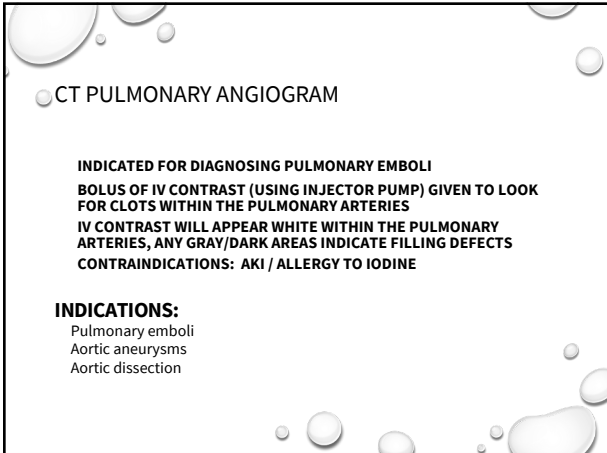 CT PULMONARY ANGIOGRAM
INDICATED FOR DIAGNOSING PULMONARY EMBOLI
BOLUS OF IV CONTRAST (USING INJECTOR PUMP) GIVEN TO LOOK
FOR CLOTS WITHIN THE PULMONARY ARTERIES
IV CONTRAST WILL APPEAR WHITE WITHIN THE PULMONARY
ARTERIES, ANY GRAY/DARK AREAS INDICATE FILLING DEFECTS
CONTRAINDICATIONS: AKI / ALLERGY TO IODINE
INDICATIONS:
Pulmonary emboli
Aortic aneurysms
Aortic dissection